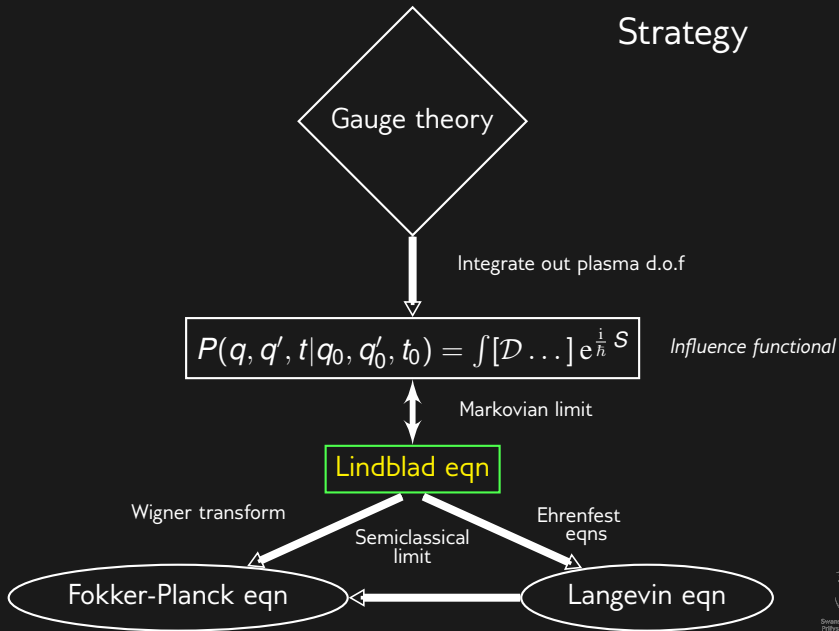 Strategy
Gauge theory
Integrate out plasma d.o.f
P(q, q′, t|q₀, q′₀, t₀) = ∫[𝒟 . . . ] e^{i/ħ S}
Influence functional
Markovian limit
Lindblad eqn
Wigner transform
Semiclassical
limit
Ehrenfest
eqns
Fokker-Planck eqn
Langevin eqn